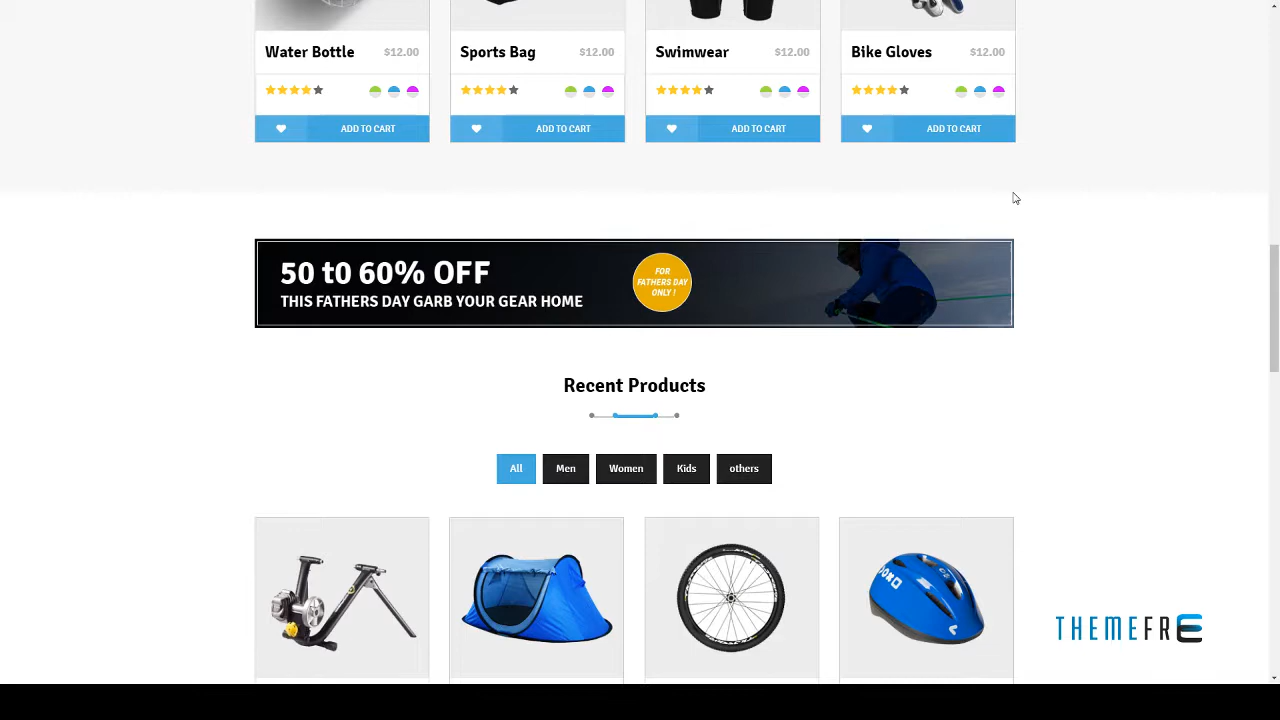 Water Bottle $12.00
Sports Bag $12.00
Swimwear $12.00
Bike Gloves $12.00
ADD TO CART
ADD TO CART
ADD TO CART
ADD TO CART
50 to 60% OFF
THIS FATHERS DAY GARB YOUR GEAR HOME
FOR
FATHERS DAY
ONLY !
Recent Products
All Men Women Kids others
THEMEFRE